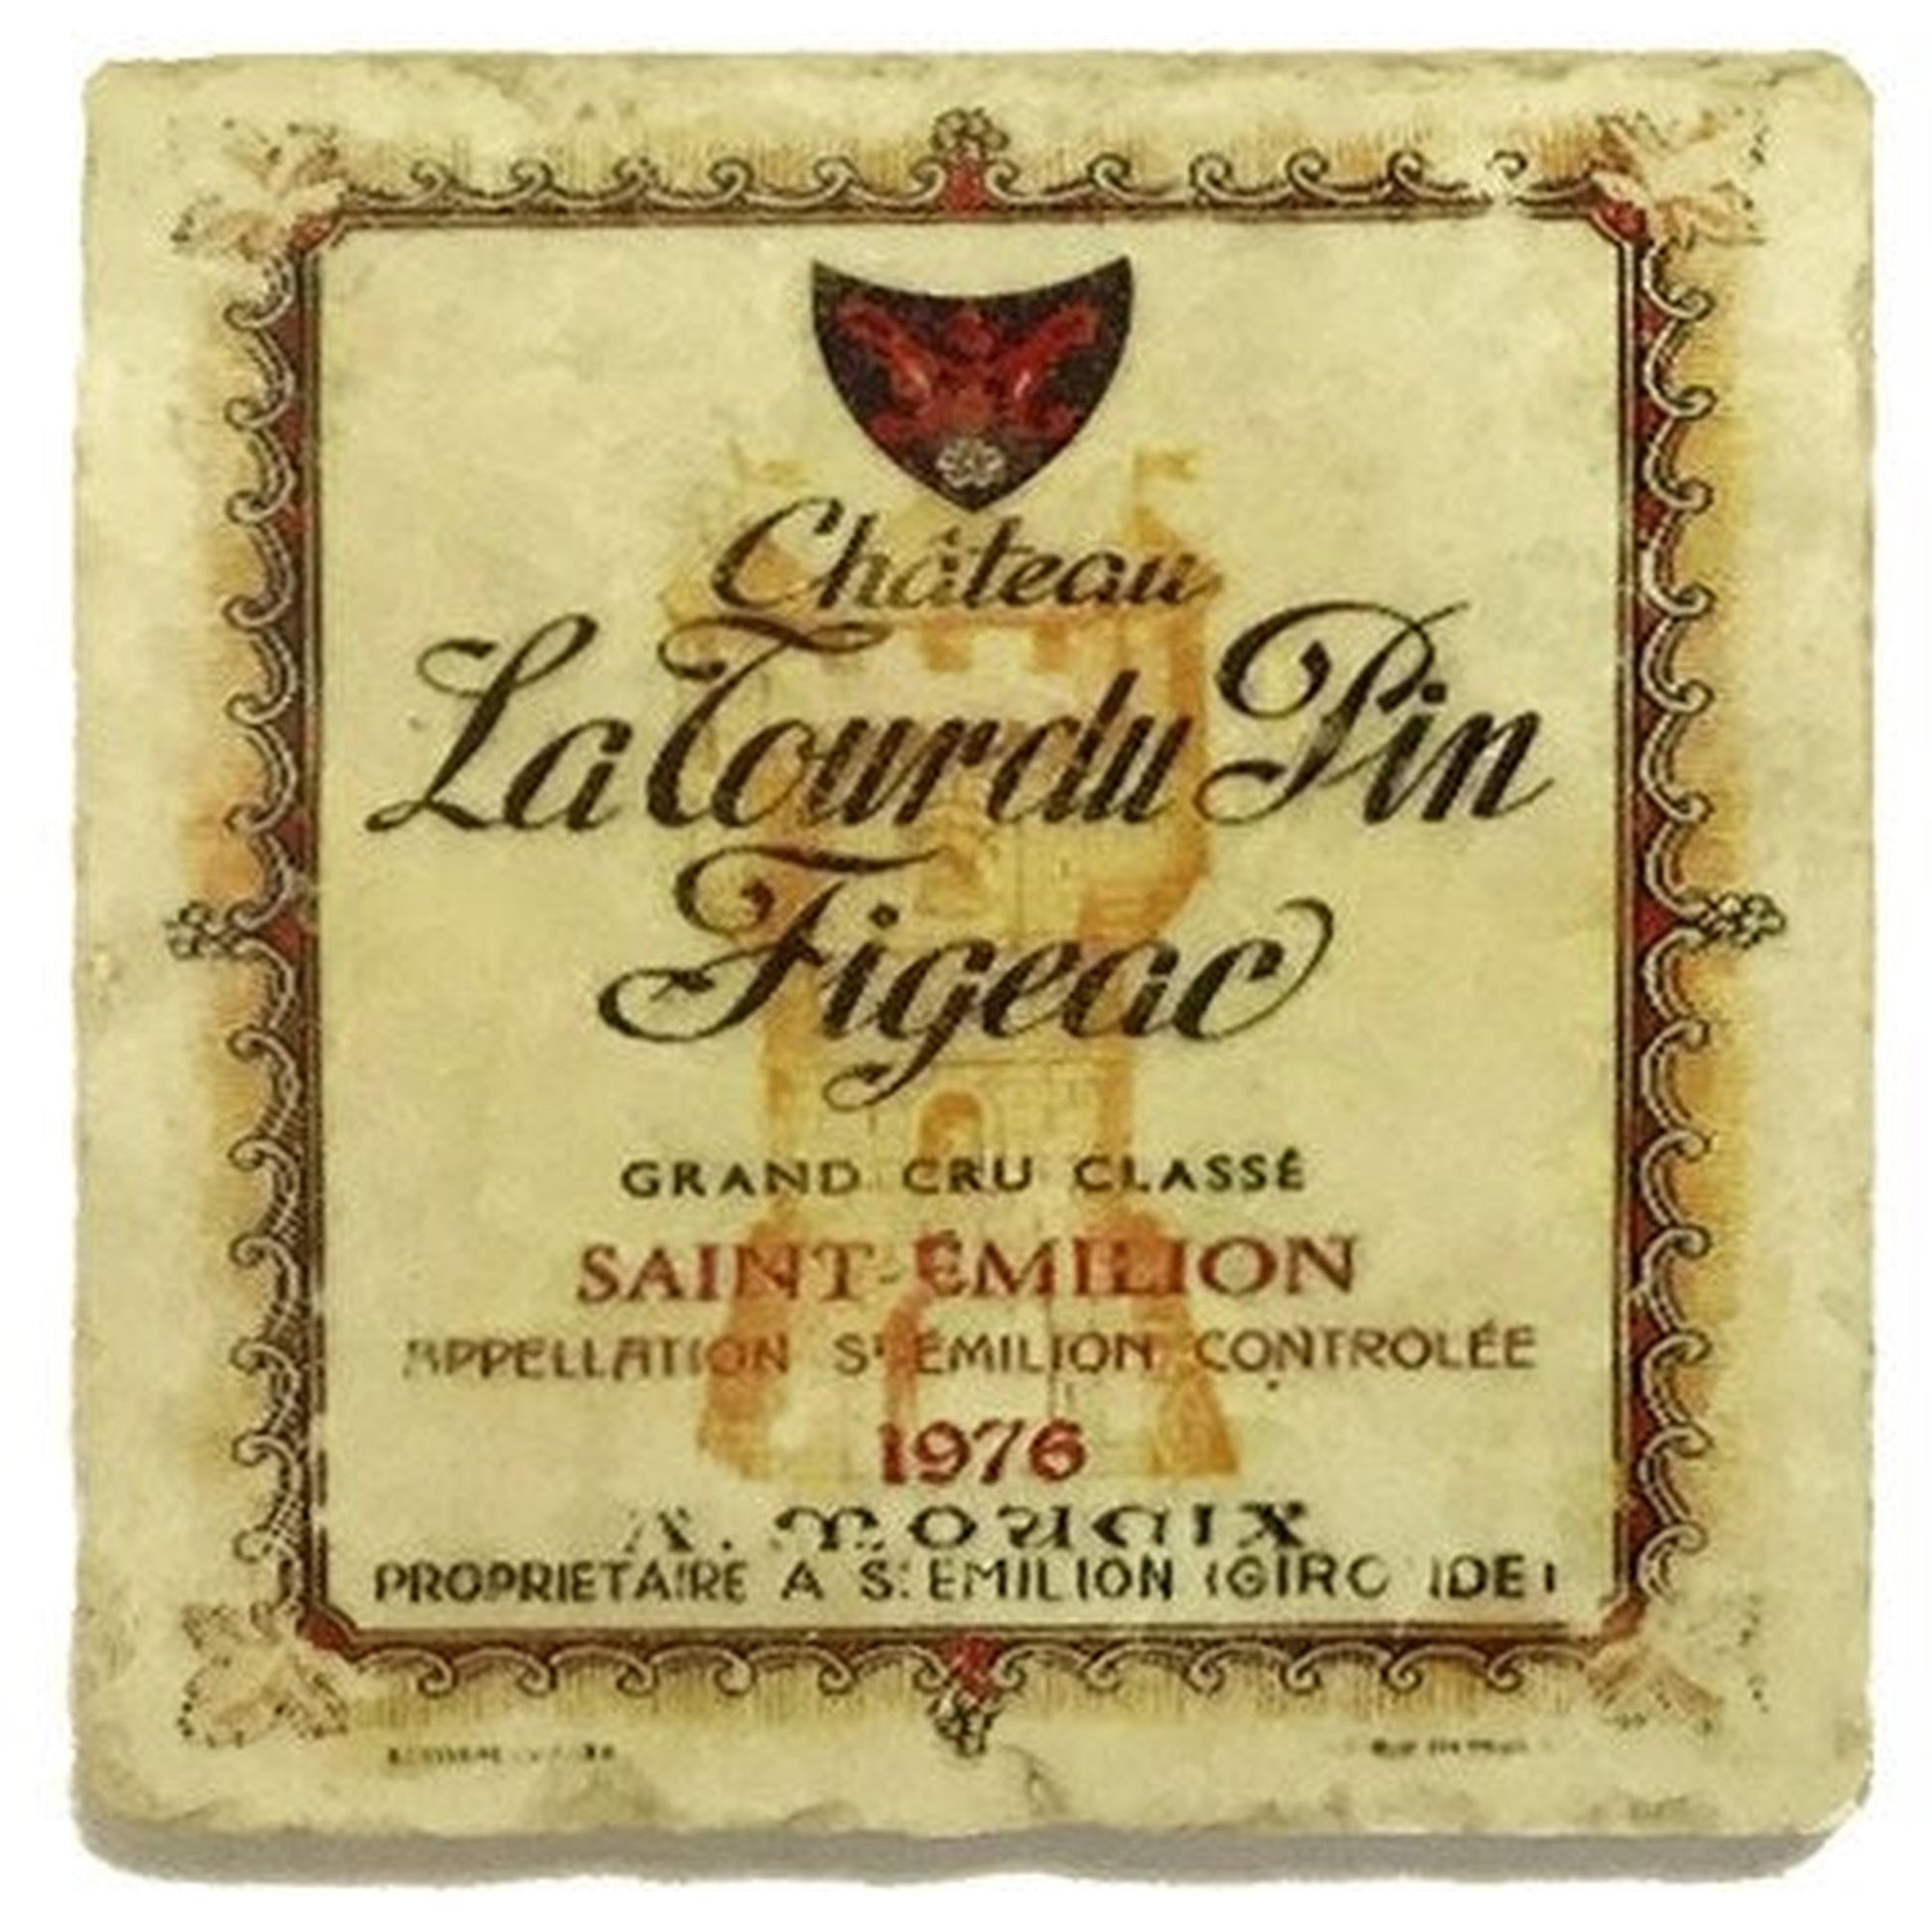 Château
La Tour du Pin
Figeac
GRAND CRU CLASSÉ
SAINT-ÉMILION
APPELLATION St ÉMILION CONTROLÉE
1976
A. MOUEIX
PROPRIETAIRE A St EMILION (GIRONDE)